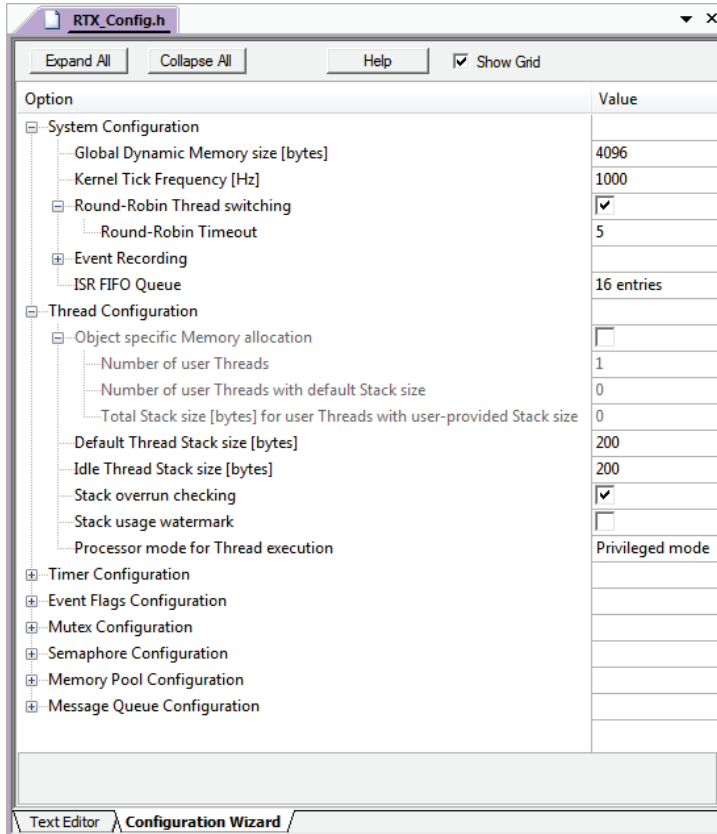 RTX_Config.h
Expand All Collapse All Help Show Grid
Option Value
System Configuration
Global Dynamic Memory size [bytes] 4096
Kernel Tick Frequency [Hz] 1000
Round-Robin Thread switching
Round-Robin Timeout 5
Event Recording
ISR FIFO Queue 16 entries
Thread Configuration
Object specific Memory allocation
Number of user Threads 1
Number of user Threads with default Stack size 0
Total Stack size [bytes] for user Threads with user-provided Stack size 0
Default Thread Stack size [bytes] 200
Idle Thread Stack size [bytes] 200
Stack overrun checking
Stack usage watermark
Processor mode for Thread execution Privileged mode
Timer Configuration
Event Flags Configuration
Mutex Configuration
Semaphore Configuration
Memory Pool Configuration
Message Queue Configuration
Text Editor Configuration Wizard